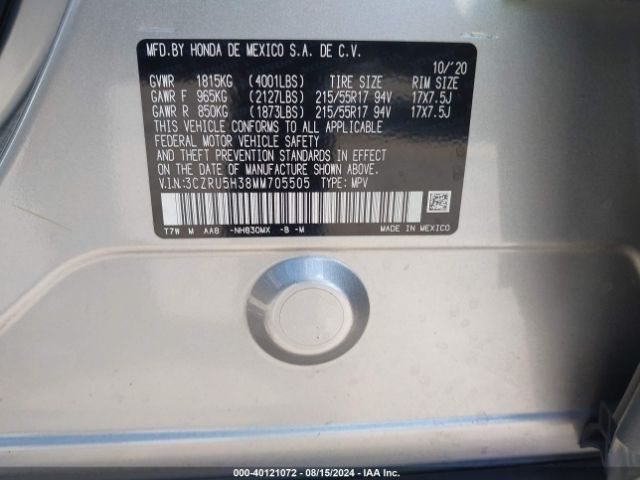 MFD.BY HONDA DE MEXICO S.A. DE C.V.
10/'20
GVWR 1815KG (4001LBS) TIRE SIZE RIM SIZE
GAWR F 965KG (2127LBS) 215/55R17 94V 17X7.5J
GAWR R 850KG (1873LBS) 215/55R17 94V 17X7.5J
THIS VEHICLE CONFORMS TO ALL APPLICABLE
FEDERAL MOTOR VEHICLE SAFETY
AND THEFT PREVENTION STANDARDS IN EFFECT
ON THE DATE OF MANUFACTURE SHOWN ABOVE.
V.I.N:3CZRU5H38MM705505 TYPE: MPV
T7W M AA8 -NH830MX -B -M MADE IN MEXICO
000-40121072 - 08/15/2024 - IAA Inc.